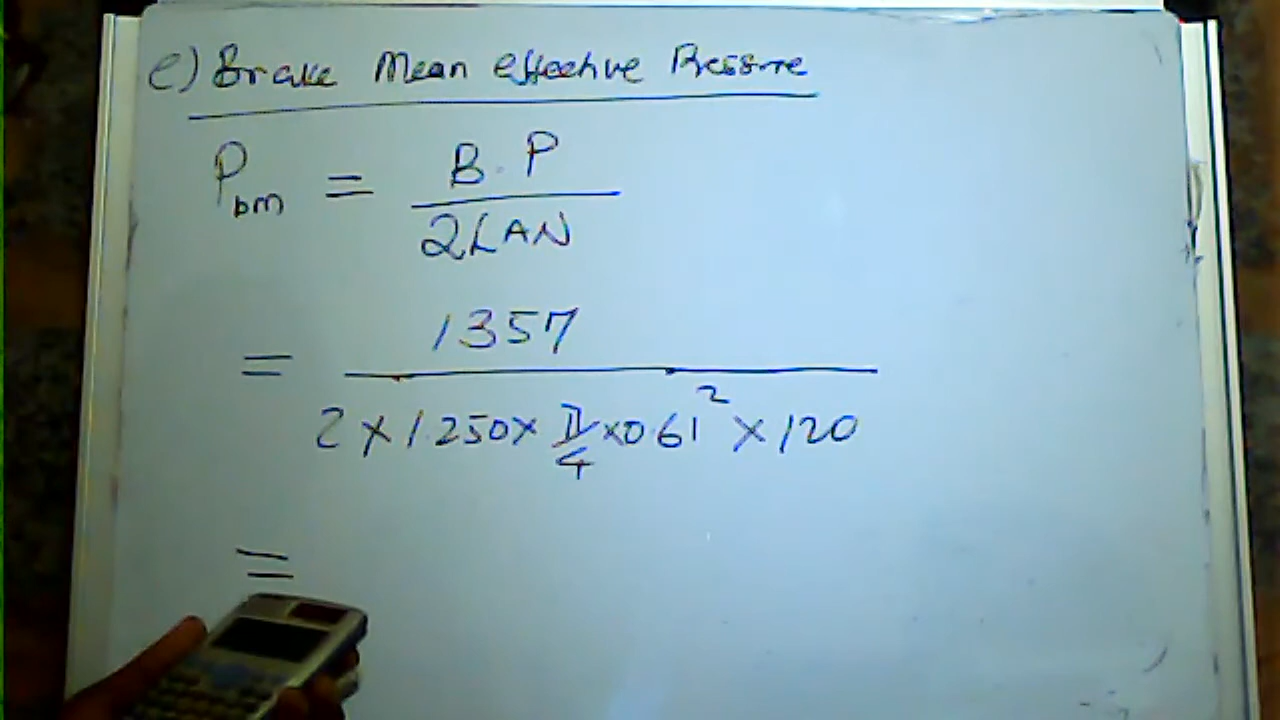 e) Brake Mean effective Pressure
Pbm = B.P / 2LAN
= 1357 / 2 × 1.250 × π/4 × 0.61² × 120
=